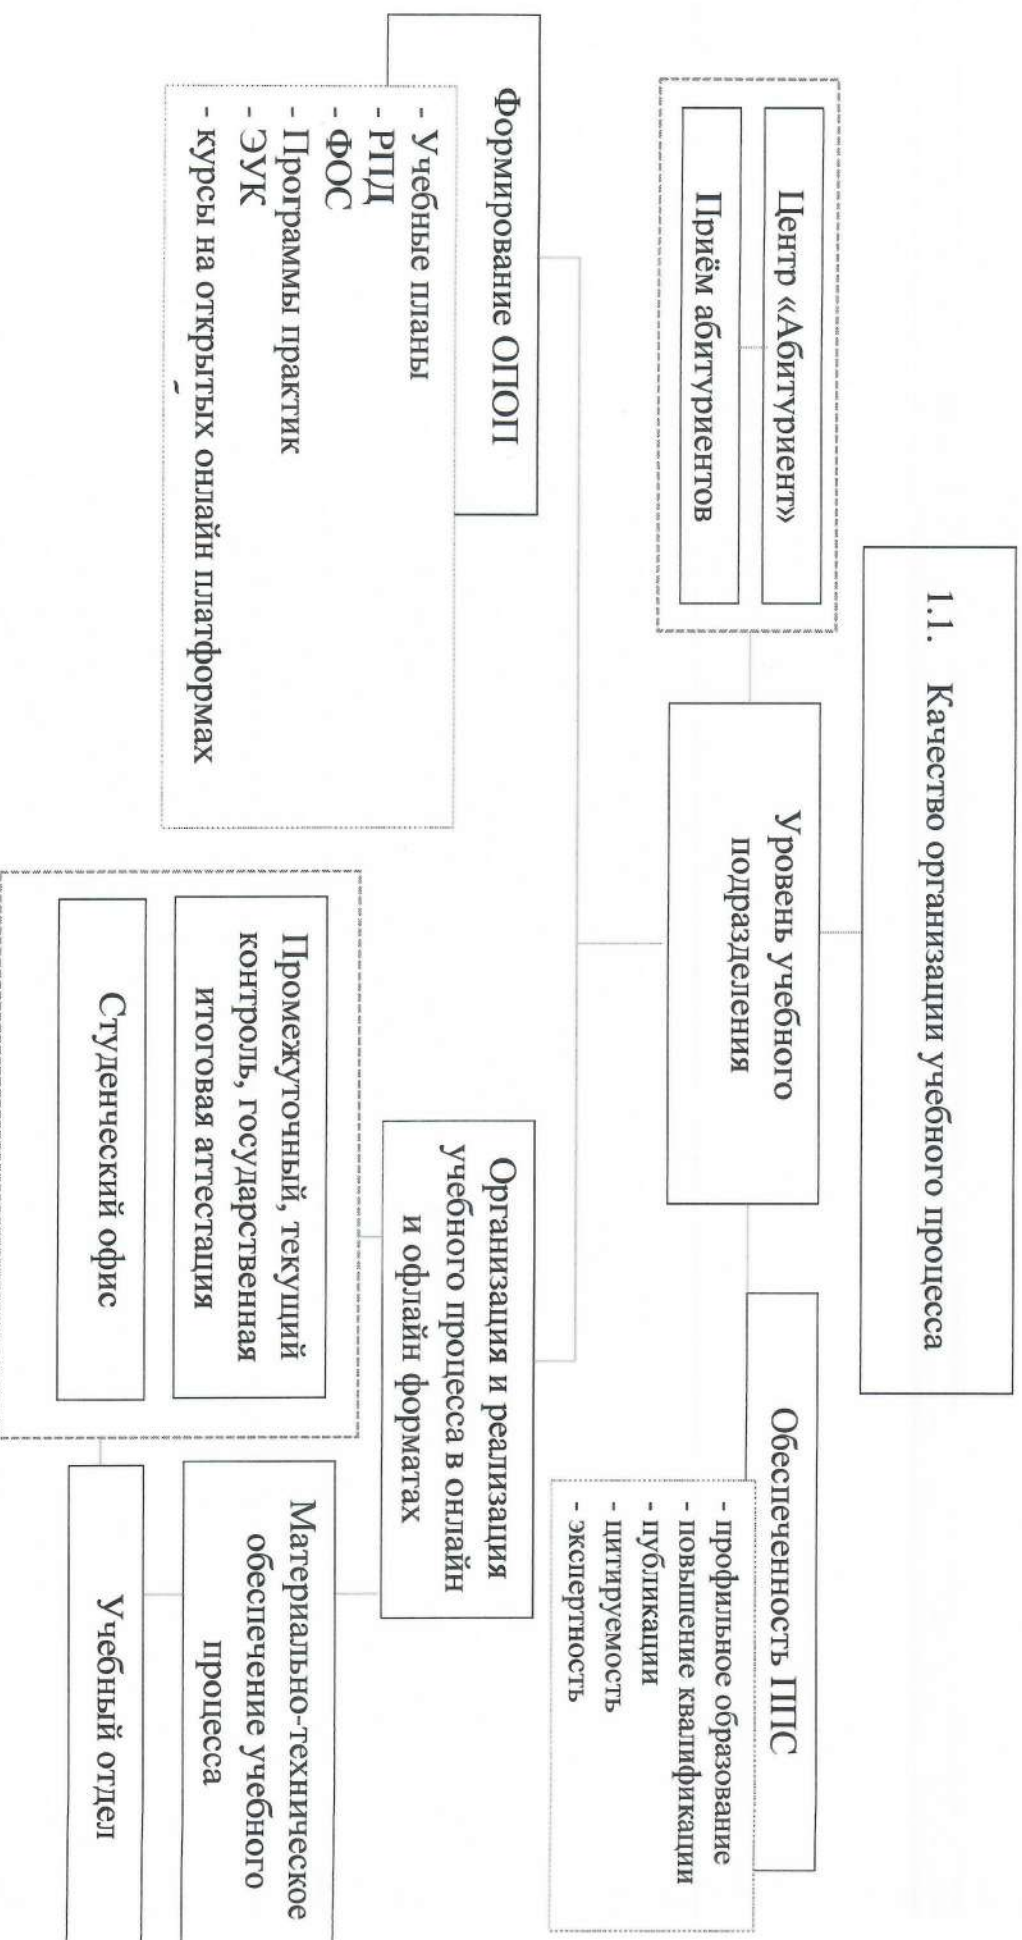 1.1. Качество организации учебного процесса
Центр «Абитуриент»
Приём абитуриентов
Уровень учебного
подразделения
Обеспеченность ППС
- профильное образование
- повышение квалификации
- публикации
- цитируемость
- экспертность
Формирование ОПОП
- Учебные планы
- РПД
- ФОС
- Программы практик
- ЭУК
- курсы на открытых онлайн платформах
Организация и реализация
учебного процесса в онлайн
и офлайн форматах
Промежуточный, текущий
контроль, государственная
итоговая аттестация
Студенческий офис
Материально-техническое
обеспечение учебного
процесса
Учебный отдел